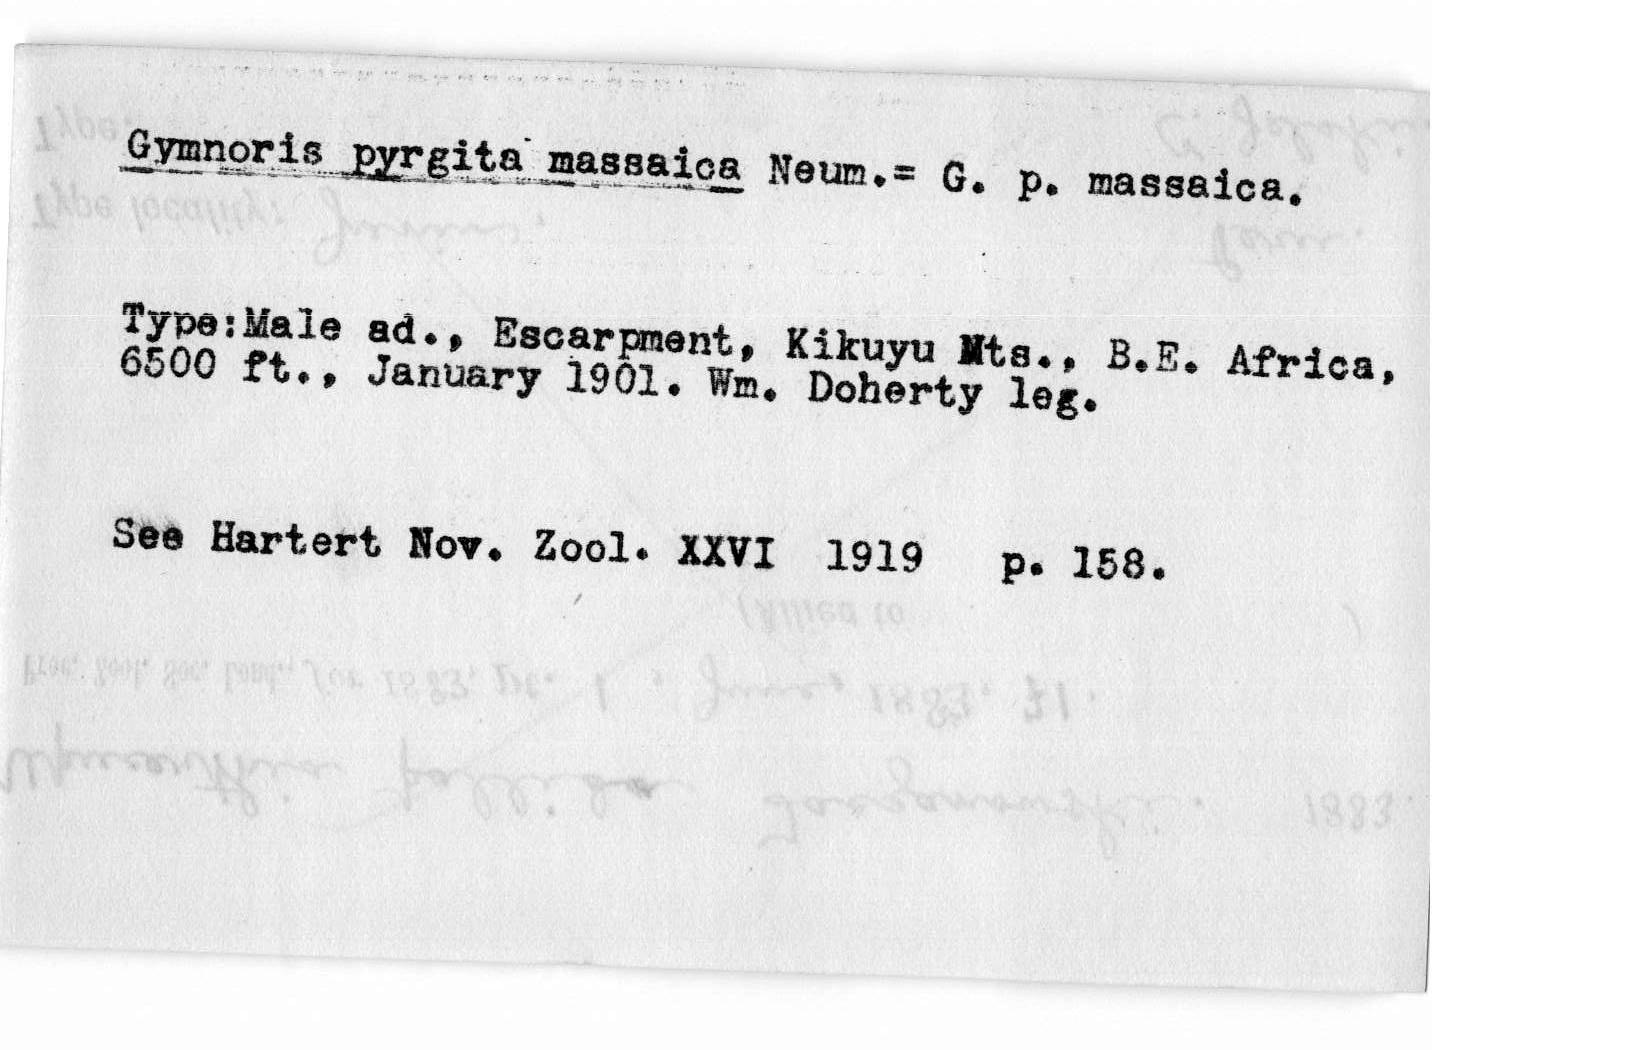 Gymnoris pyrgita massaica Neum.= G. p. massaica.
Type:Male ad., Escarpment, Kikuyu Mts., B.E. Africa,
6500 ft., January 1901. Wm. Doherty leg.
See Hartert Nov. Zool. XXVI 1919 p. 158.